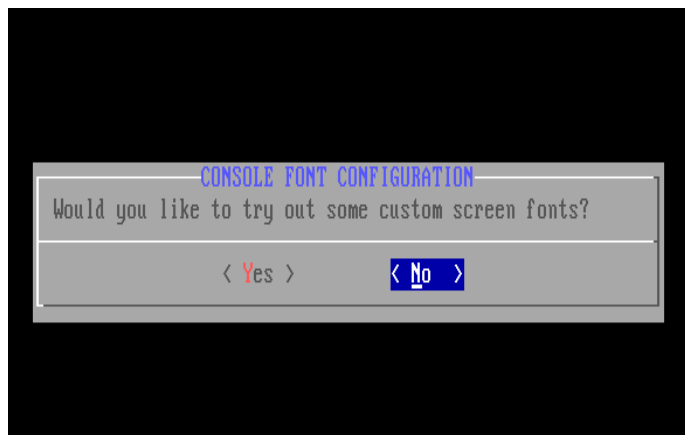 CONSOLE FONT CONFIGURATION
Would you like to try out some custom screen fonts?
< Yes > < No >